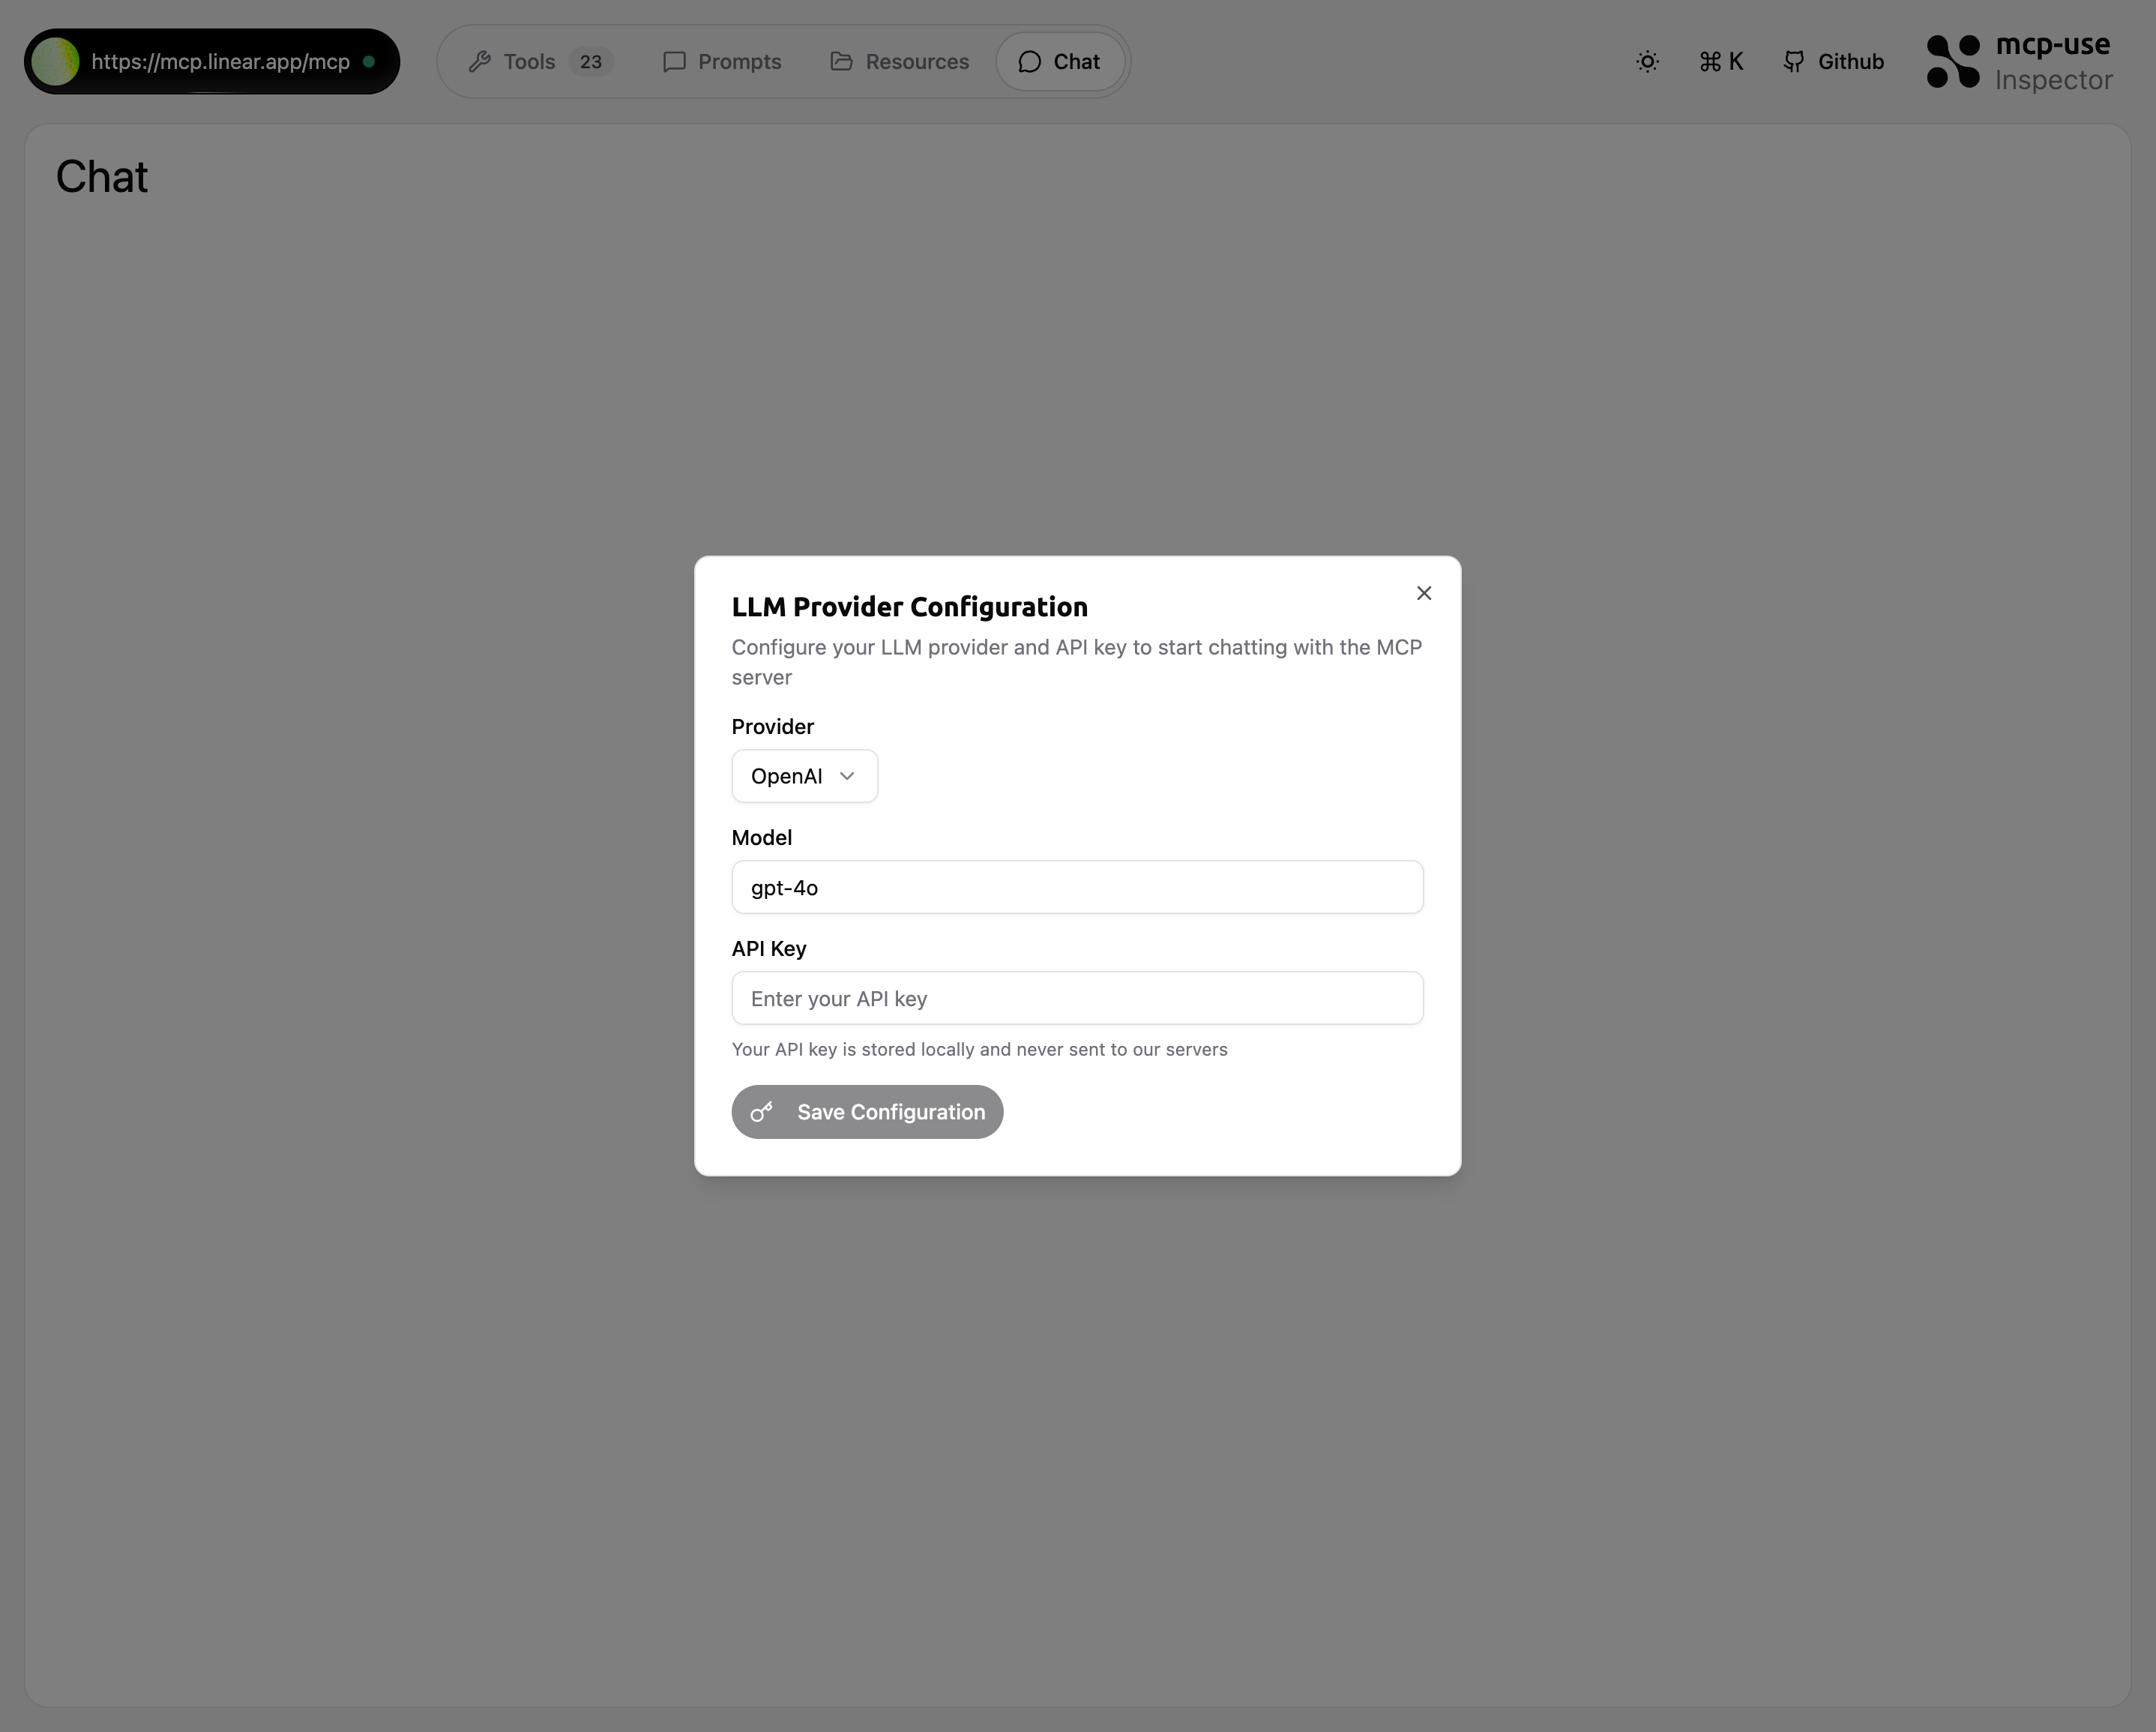 https://mcp.linear.app/mcp
Tools 23
Prompts
Resources
Chat
⌘ K
Github
mcp-use
Inspector
Chat
LLM Provider Configuration
Configure your LLM provider and API key to start chatting with the MCP
server
Provider
OpenAI
Model
gpt-4o
API Key
Enter your API key
Your API key is stored locally and never sent to our servers
Save Configuration